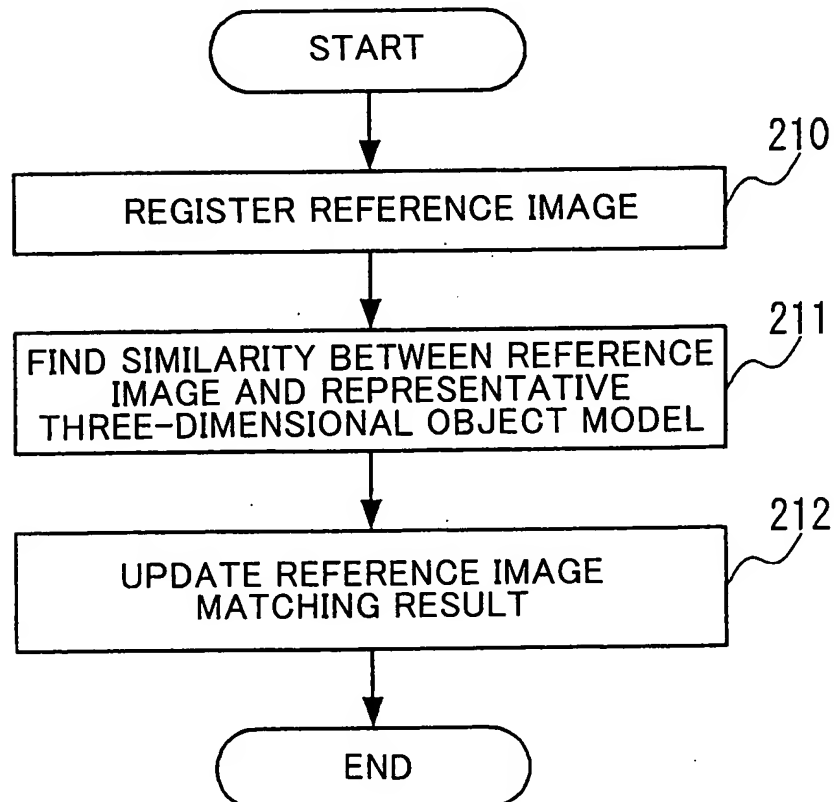 START
210
REGISTER REFERENCE IMAGE
211
FIND SIMILARITY BETWEEN REFERENCE
IMAGE AND REPRESENTATIVE
THREE-DIMENSIONAL OBJECT MODEL
212
UPDATE REFERENCE IMAGE
MATCHING RESULT
END